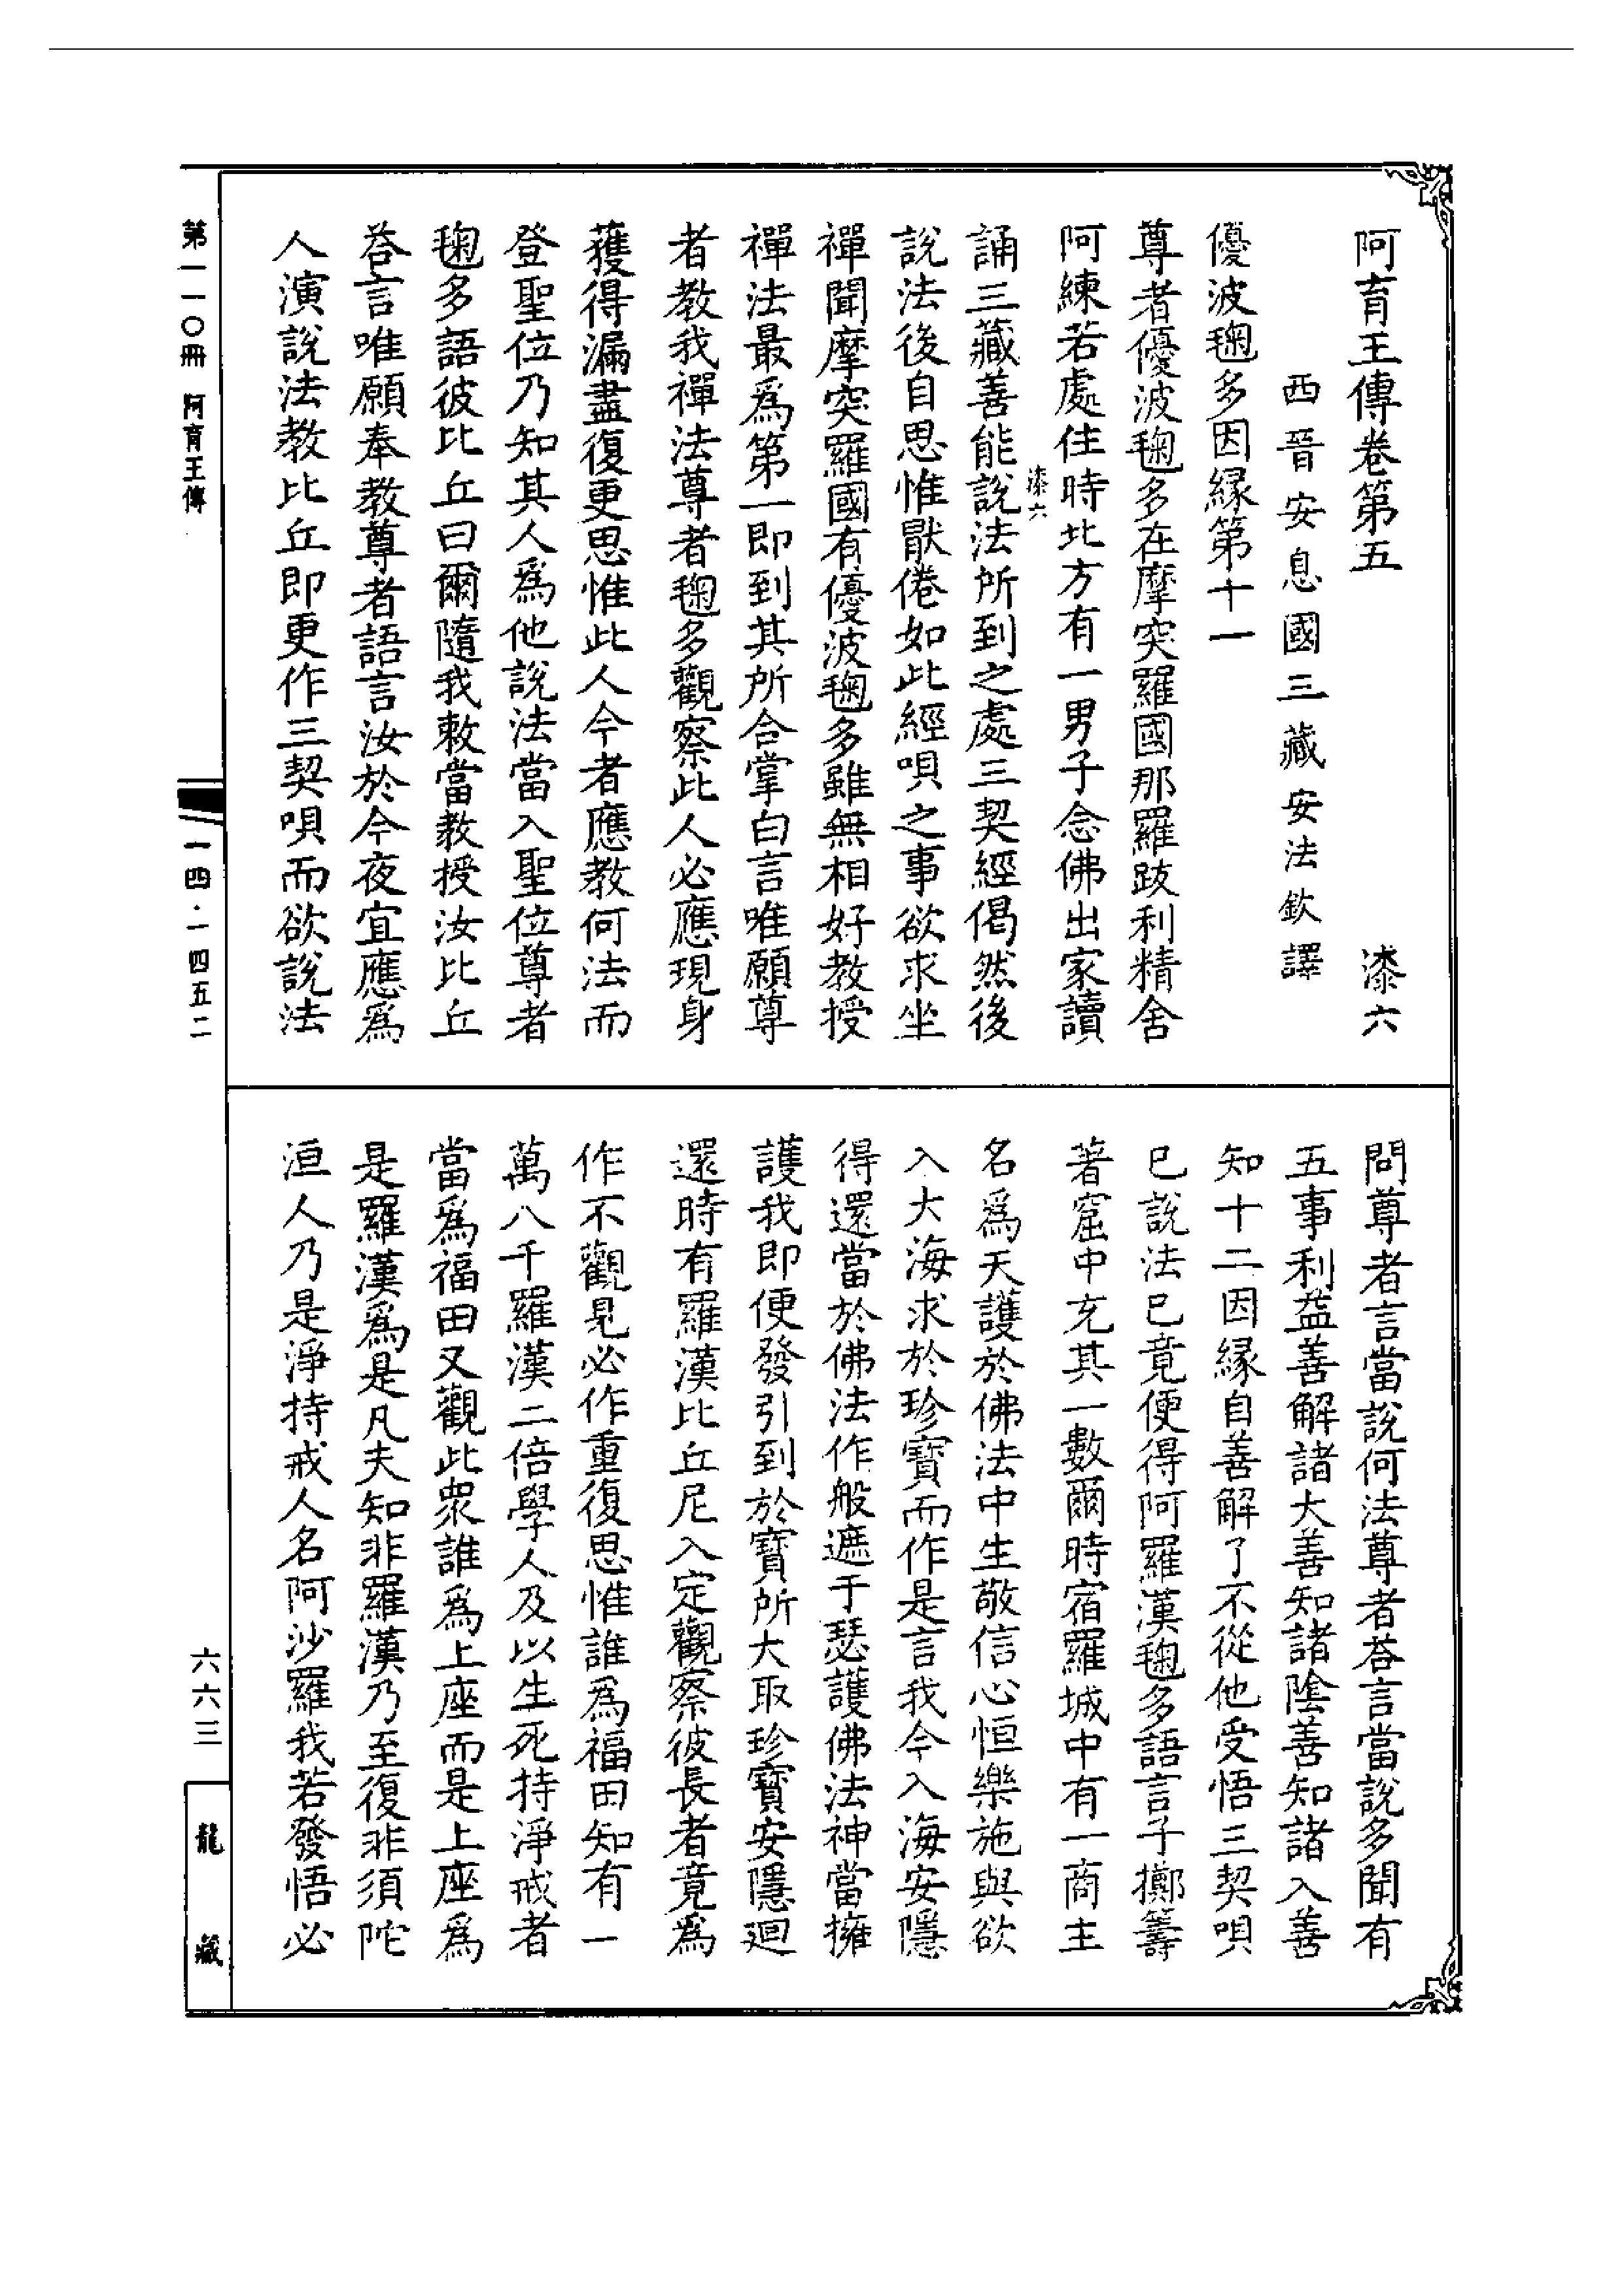 阿育王傳卷第五　漆六
西晉安息國三藏安法欽譯
優波毱多因緣第十一
尊者優波毱多在摩突羅國那羅跋利精舍
阿練若處住時北方有一男子念佛出家讀
漆六
誦三藏善能說法所到之處三契經偈然後
說法後自思惟厭倦如此經唄之事欲求坐
禪聞摩突羅國有優波毱多雖無相好教授
禪法最爲第一即到其所合掌白言唯願尊
者教我禪法尊者毱多觀察此人必應現身
獲得漏盡復更思惟此人今者應教何法而
登聖位乃知其人爲他說法當入聖位尊者
毱多語彼比丘曰爾隨我敕當教授汝比丘
荅言唯願奉教尊者語言汝於今夜宜應爲
人演說法教比丘即更作三契唄而欲說法
問尊者言當說何法尊者荅言當說多聞有
五事利益善解諸大善知諸陰善知諸入善
知十二因緣自善解了不從他受悟三契唄
已說法已竟便得阿羅漢毱多語言子擲籌
著窟中充其一數爾時宿羅城中有一商主
名爲天護於佛法中生敬信心恒樂施與欲
入大海求於珍寶而作是言我今入海安隱
得還當於佛法作般遮于瑟護佛法神當擁
護我即便發引到於寶所大取珍寶安隱迴
還時有羅漢比丘尼入定觀察彼長者竟爲
作不觀見必作重復思惟誰爲福田知有一
萬八千羅漢二倍學人及以生死持淨戒者
當爲福田又觀此衆誰爲上座而是上座爲
是羅漢爲是凡夫知非羅漢乃至復非須陀
洹人乃是淨持戒人名阿沙羅我若發悟必
第一一〇冊　阿育王傳
一四·一四五二
六六三
龍藏